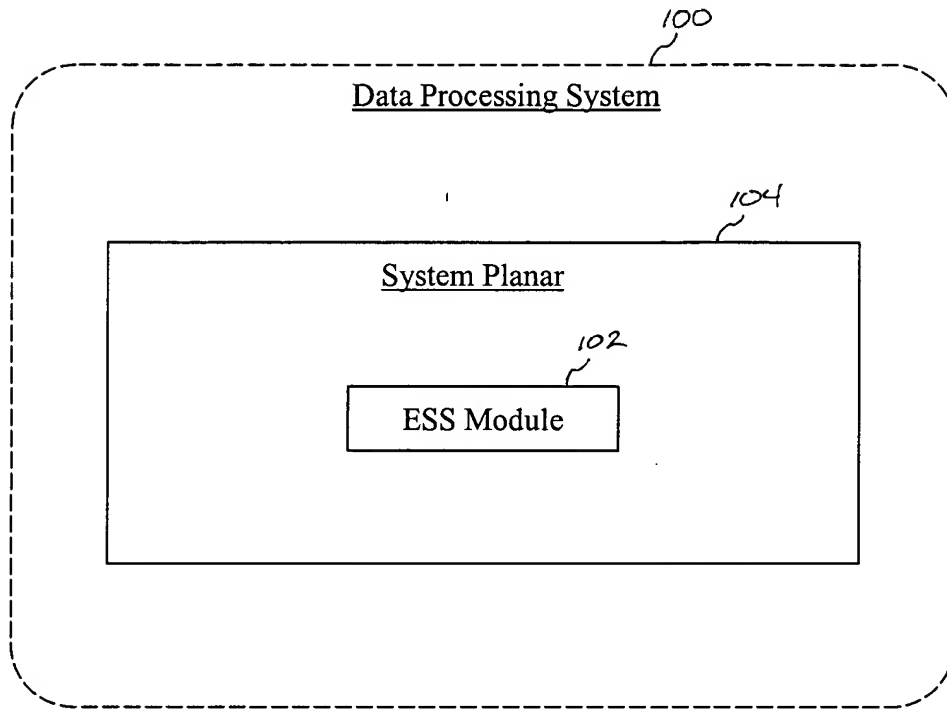 100
Data Processing System
104
System Planar
102
ESS Module